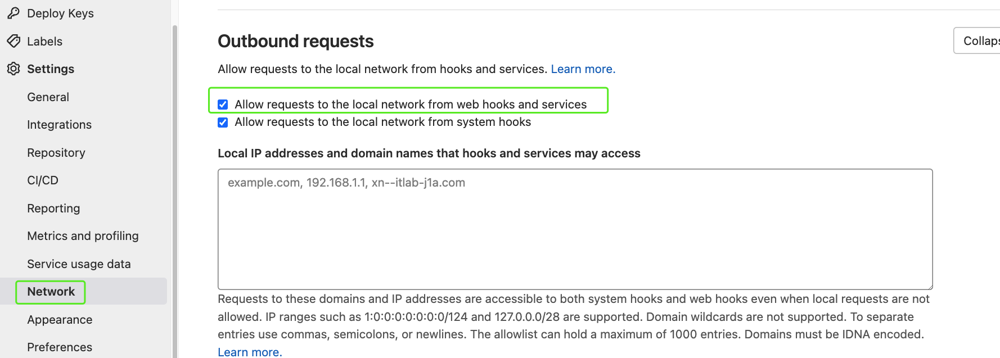 Deploy Keys
Labels
Settings
General
Integrations
Repository
CI/CD
Reporting
Metrics and profiling
Service usage data
Network
Appearance
Preferences
Outbound requests
Collaps
Allow requests to the local network from hooks and services. Learn more.
Allow requests to the local network from web hooks and services
Allow requests to the local network from system hooks
Local IP addresses and domain names that hooks and services may access
example.com, 192.168.1.1, xn--itlab-j1a.com
Requests to these domains and IP addresses are accessible to both system hooks and web hooks even when local requests are not
allowed. IP ranges such as 1:0:0:0:0:0:0:0/124 and 127.0.0.0/28 are supported. Domain wildcards are not supported. To separate
entries use commas, semicolons, or newlines. The allowlist can hold a maximum of 1000 entries. Domains must be IDNA encoded.
Learn more.